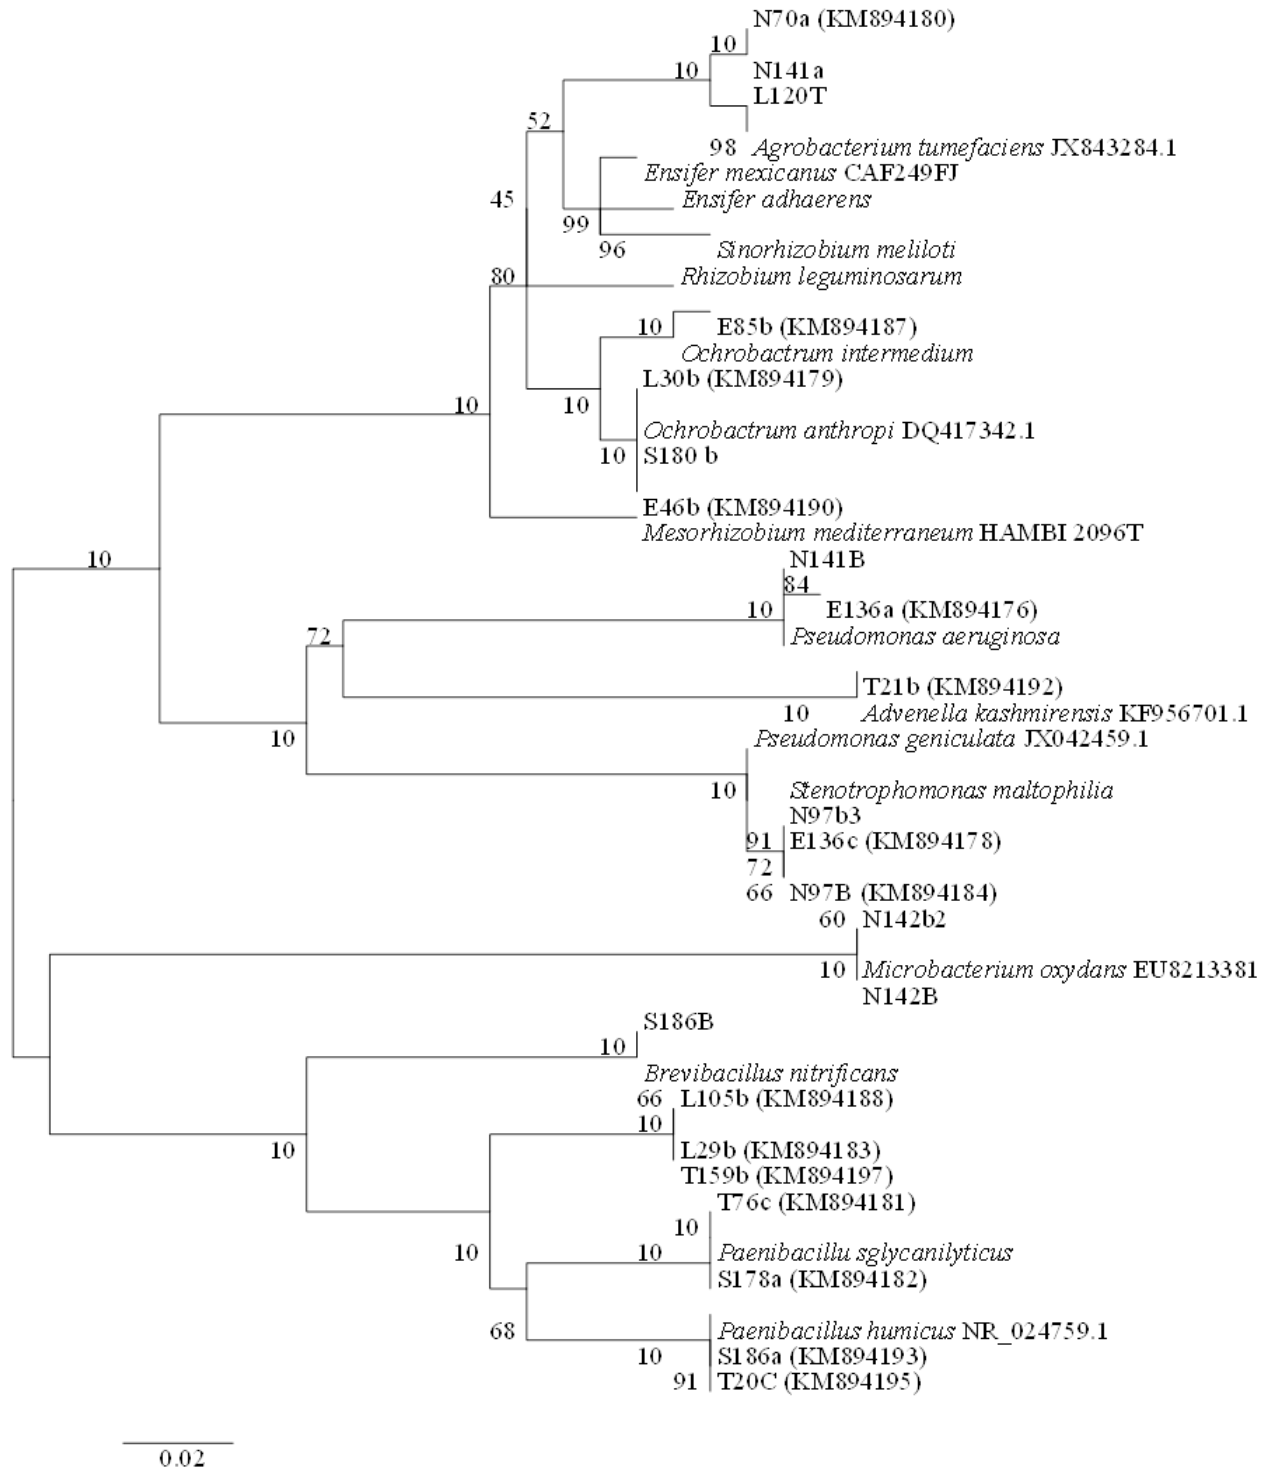 N70a (KM894180)
10
10
N141a
L120T
52
98 Agrobacterium tumefaciens JX843284.1
Ensifer mexicanus CAF249FJ
45
Ensifer adhaerens
99
96
Sinorhizobium meliloti
80
Rhizobium leguminosarum
10
E85b (KM894187)
Ochrobactrum intermedium
L30b (KM894179)
10
10
Ochrobactrum anthropi DQ417342.1
10 S180 b
E46b (KM894190)
Mesorhizobium mediterraneum HAMBI 2096T
10
N141B
84
10
E136a (KM894176)
Pseudomonas aeruginosa
72
T21b (KM894192)
10 Advenella kashmirensis KF956701.1
10
Pseudomonas geniculata JX042459.1
10 Stenotrophomonas maltophilia
N97b3
91 E136c (KM894178)
72
66 N97B (KM894184)
60 N142b2
10 Microbacterium oxydans EU8213381
N142B
S186B
10
Brevibacillus nitrificans
66 L105b (KM894188)
10
10
L29b (KM894183)
T159b (KM894197)
T76c (KM894181)
10
10
10 Paenibacillu sglycanilyticus
S178a (KM894182)
68
Paenibacillus humicus NR_024759.1
10 S186a (KM894193)
91 T20C (KM894195)
0.02